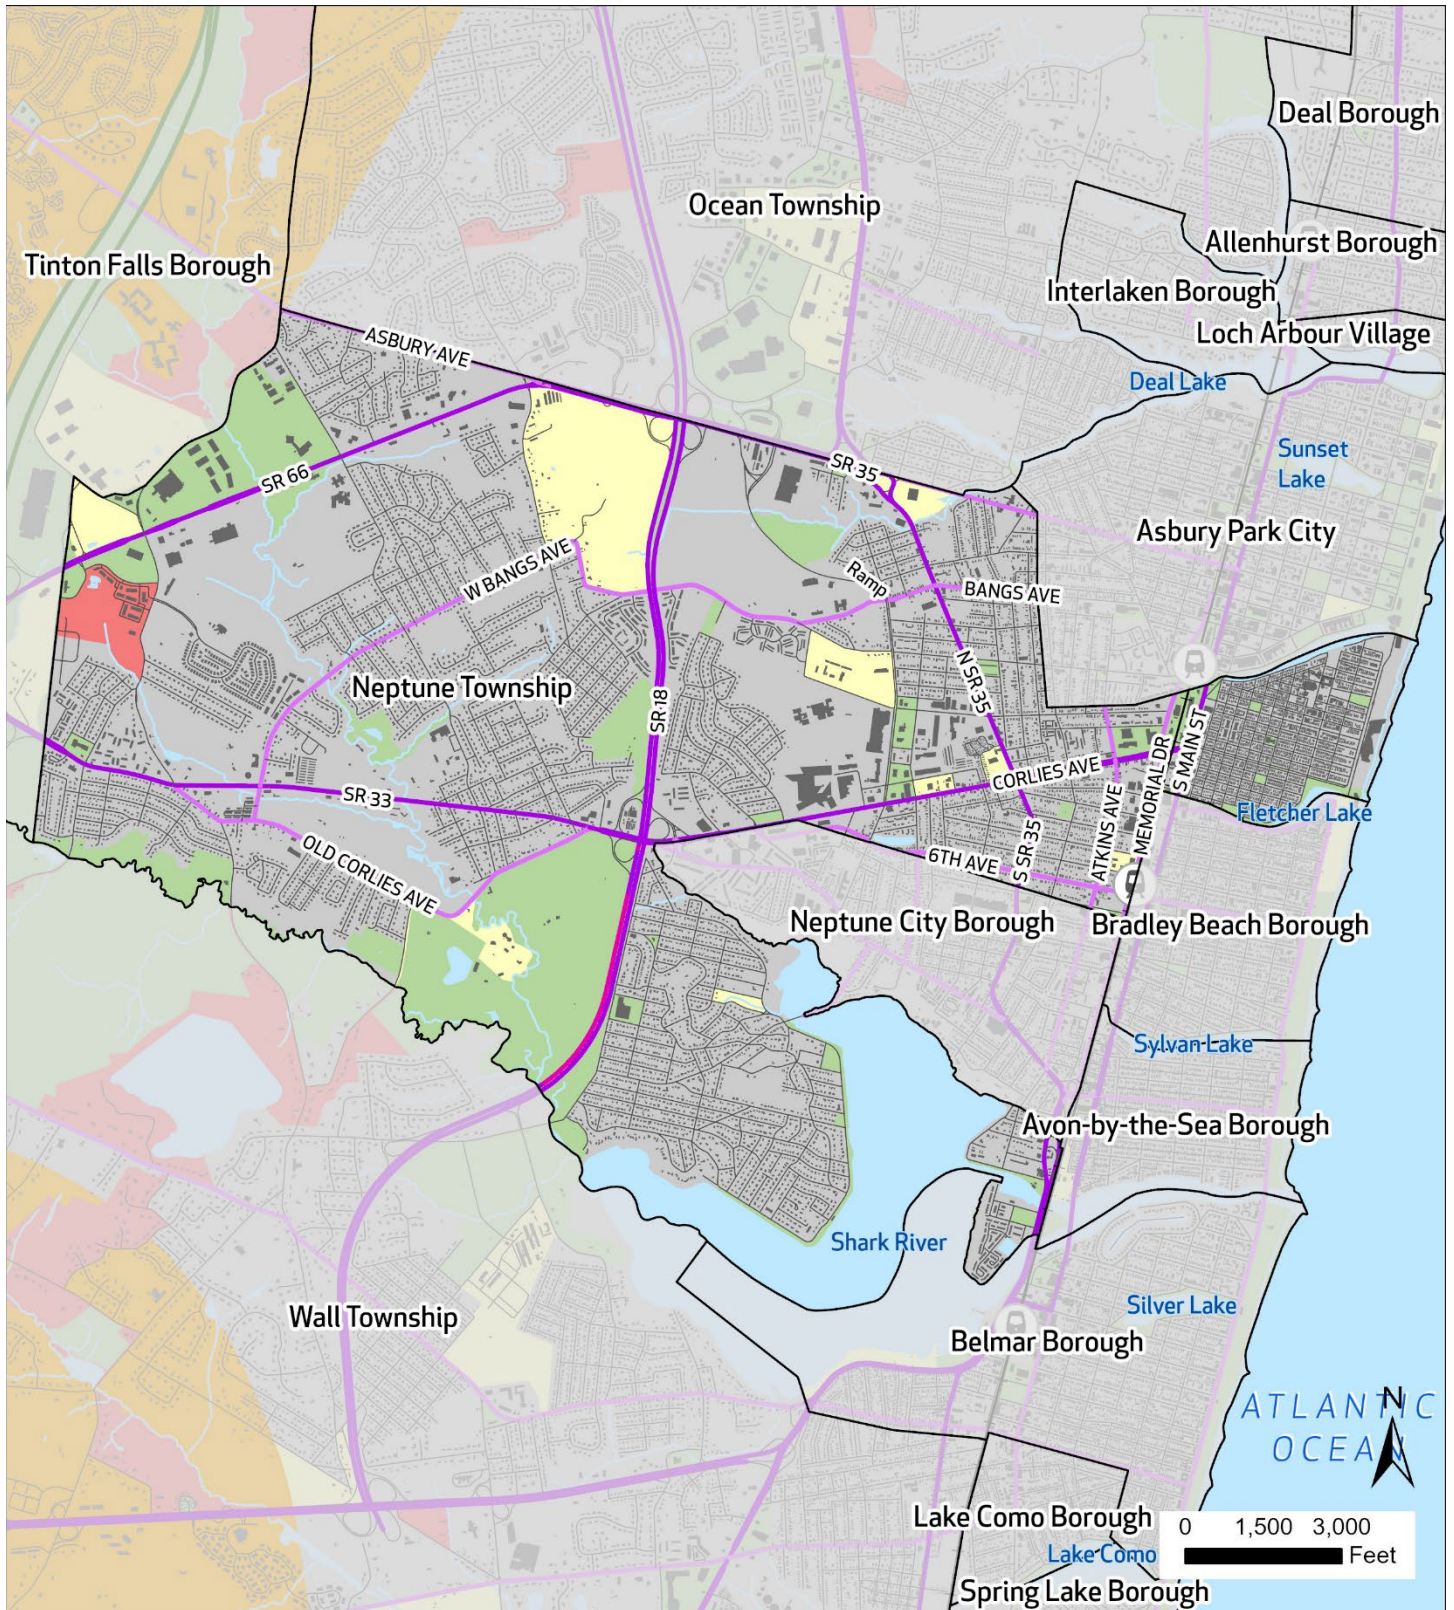 Deal Borough
Ocean Township
Allenhurst Borough
Tinton Falls Borough
Interlaken Borough
Loch Arbour Village
ASBURY AVE
Deal Lake
Sunset
Lake
SR 35
SR 66
Asbury Park City
W BANGS AVE
Ramp
BANGS AVE
N SR 35
Neptune Township
SR 18
MEMORIAL DR
S MAIN ST
CORLIES AVE
SR 33
Fletcher Lake
ATKINS AVE
S SR 35
6TH AVE
OLD CORLIES AVE
Neptune City Borough
Bradley Beach Borough
Sylvan Lake
Avon-by-the-Sea Borough
Shark River
Silver Lake
Wall Township
Belmar Borough
N
ATLANTIC
OCEAN
Lake Como Borough
0 1,500 3,000
Feet
Lake Como
Spring Lake Borough